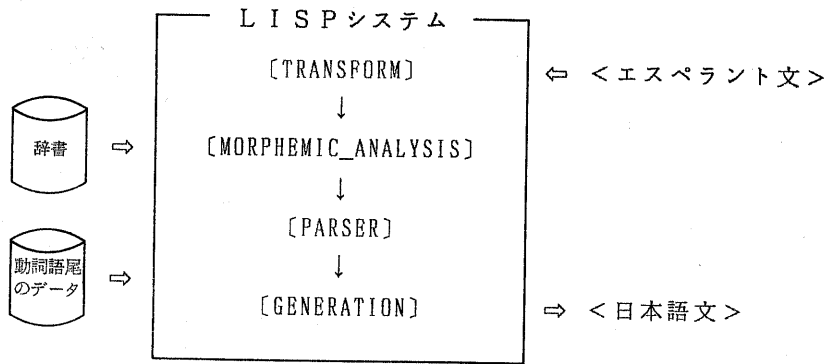 LISPシステム
〔TRANSFORM〕
⇦ <エスペラント文>
↓
辞書
⇨
〔MORPHEMIC_ANALYSIS〕
↓
〔PARSER〕
動詞語尾
のデータ
⇨
↓
〔GENERATION〕
⇨ <日本語文>